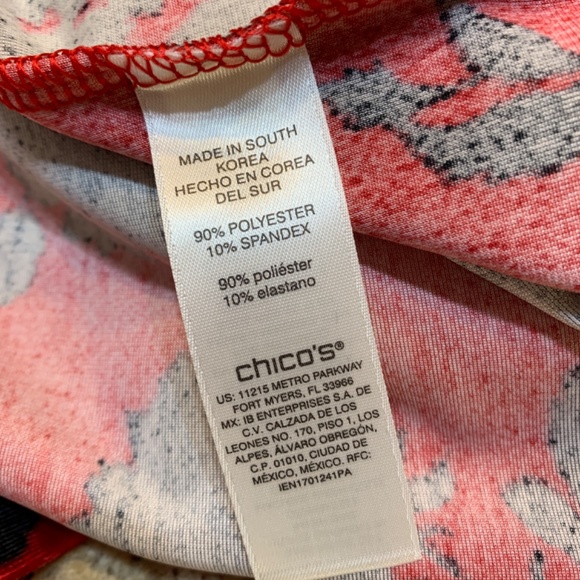 MADE IN SOUTH
KOREA
HECHO EN COREA
DEL SUR
90% POLYESTER
10% SPANDEX
90% poliéster
10% elastano
chico's®
US: 11215 METRO PARKWAY
FORT MYERS, FL 33966
MX: IB ENTERPRISES S.A. DE
C.V. CALZADA DE LOS
LEONES NO. 170, PISO 1, LOS
ALPES, ÁLVARO OBREGÓN,
C.P. 01010, CIUDAD DE
MÉXICO, MÉXICO. RFC:
IEN1701241PA